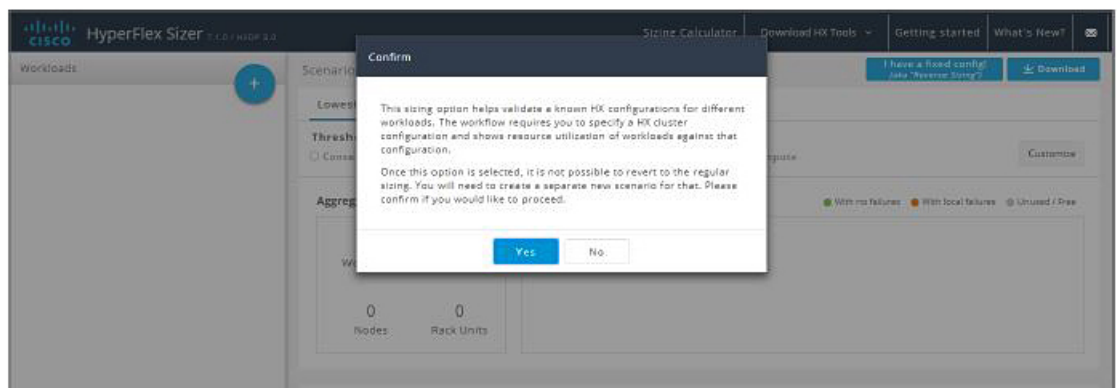 CISCO HyperFlex Sizer
Sizing Calculator Download HX Tools Getting started What's New?
Workloads
+
Scenario
I have a fixed config!
(aka "Reverse Sizing")
Download
Confirm
Lowest
This sizing option helps validate a known HX configurations for different
workloads. The workflow requires you to specify a HX cluster
configuration and shows resource utilization of workloads against that
configuration.
Once this option is selected, it is not possible to revert to the regular
sizing. You will need to create a separate new scenario for that. Please
confirm if you would like to proceed.
Thresh
Conse
Customize
Aggreg
With no failures With local failures Unused / Free
Yes No
Wo
0 0
Nodes Rack Units